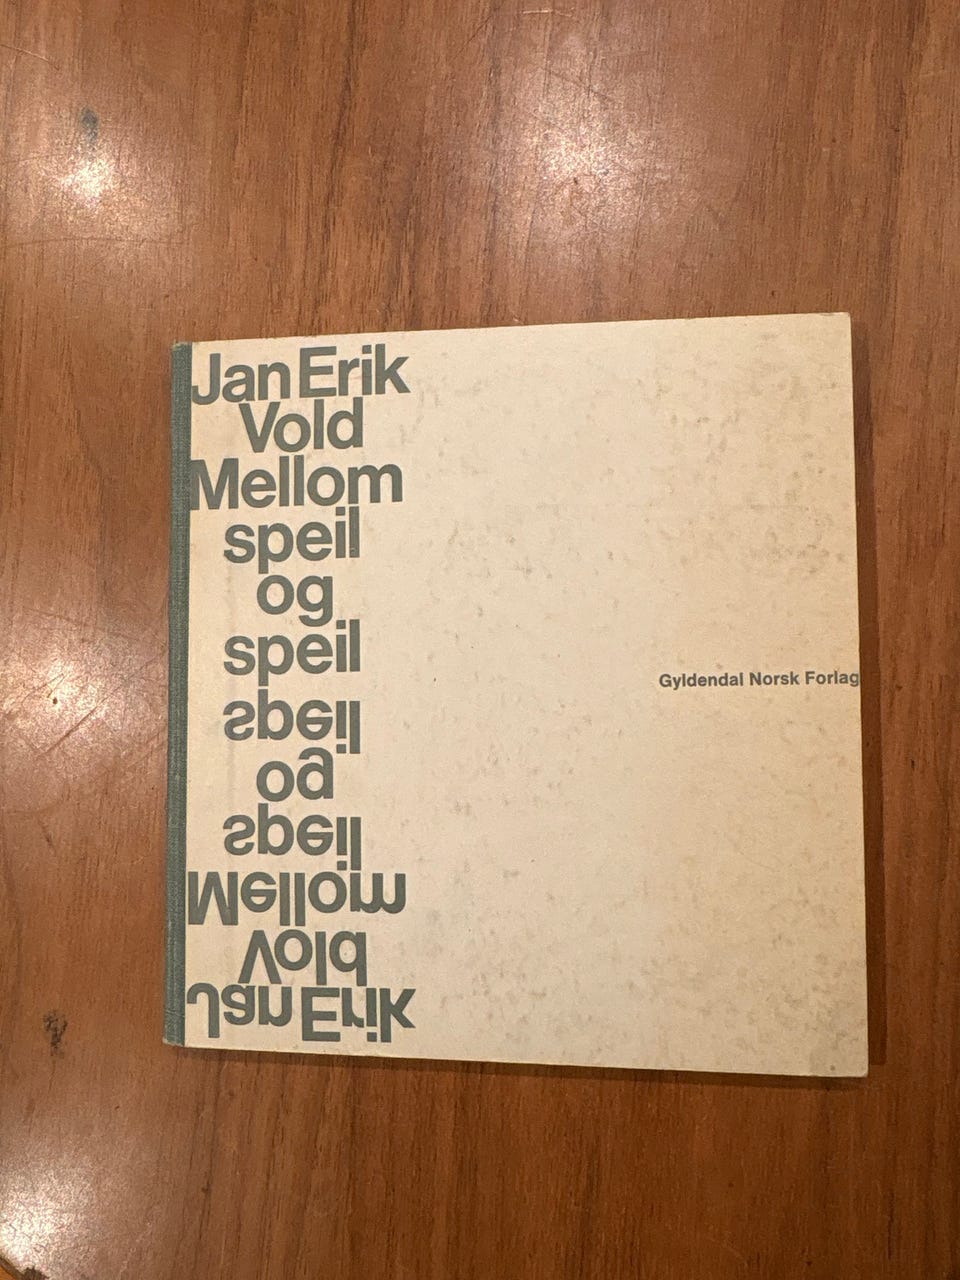 Jan Erik
Vold
Mellom
speil
og
speil
speil
og
speil
Mellom
Vold
Jan Erik
Gyldendal Norsk Forlag